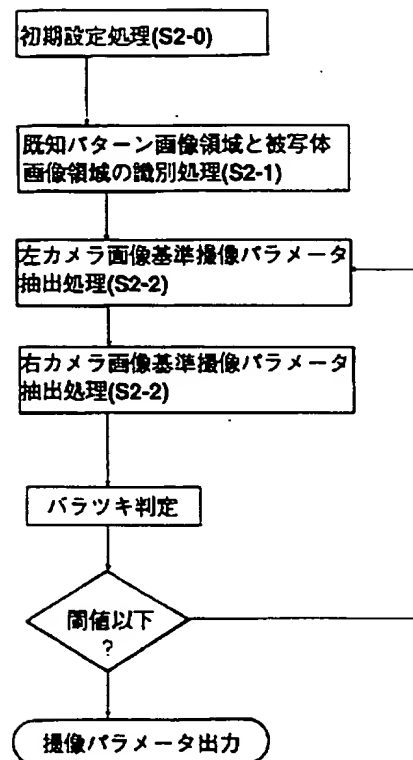 初期設定処理(S2-0)
既知パターン画像領域と被写体
画像領域の識別処理(S2-1)
左カメラ画像基準撮像パラメータ
抽出処理(S2-2)
右カメラ画像基準撮像パラメータ
抽出処理(S2-2)
バラツキ判定
閾値以下
?
撮像パラメータ出力